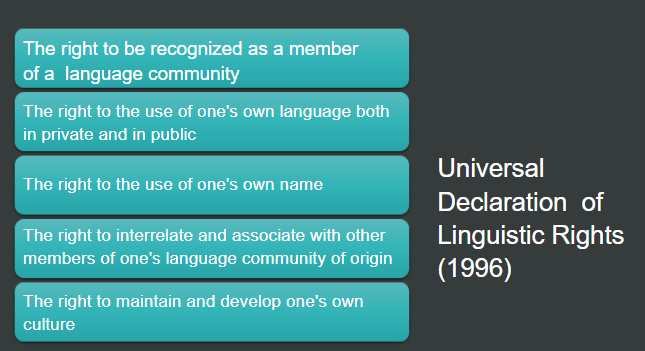 The right to be recognized as a member
of a  language community
The right to the use of one's own language both
in private and in public
The right to the use of one's own name
The right to interrelate and associate with other
members of one's language community of origin
The right to maintain and develop one's own
culture
Universal
Declaration  of
Linguistic Rights
(1996)